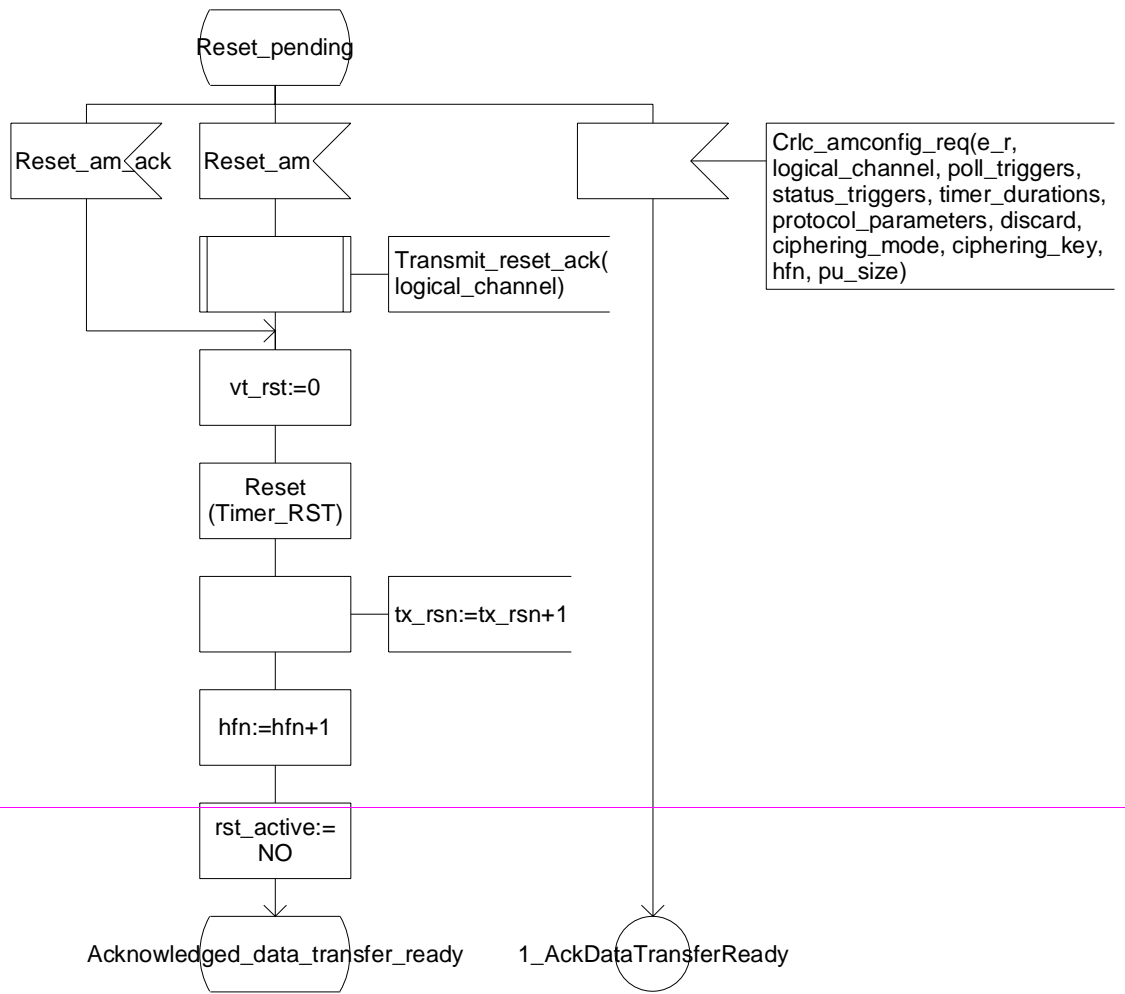 Reset_pending
Reset_am_ack
Reset_am
Crlc_amconfig_req(e_r,
logical_channel, poll_triggers,
status_triggers, timer_durations,
protocol_parameters, discard,
ciphering_mode, ciphering_key,
hfn, pu_size)
Transmit_reset_ack(
logical_channel)
vt_rst:=0
Reset
(Timer_RST)
tx_rsn:=tx_rsn+1
hfn:=hfn+1
rst_active:=
NO
Acknowledged_data_transfer_ready
1_AckDataTransferReady